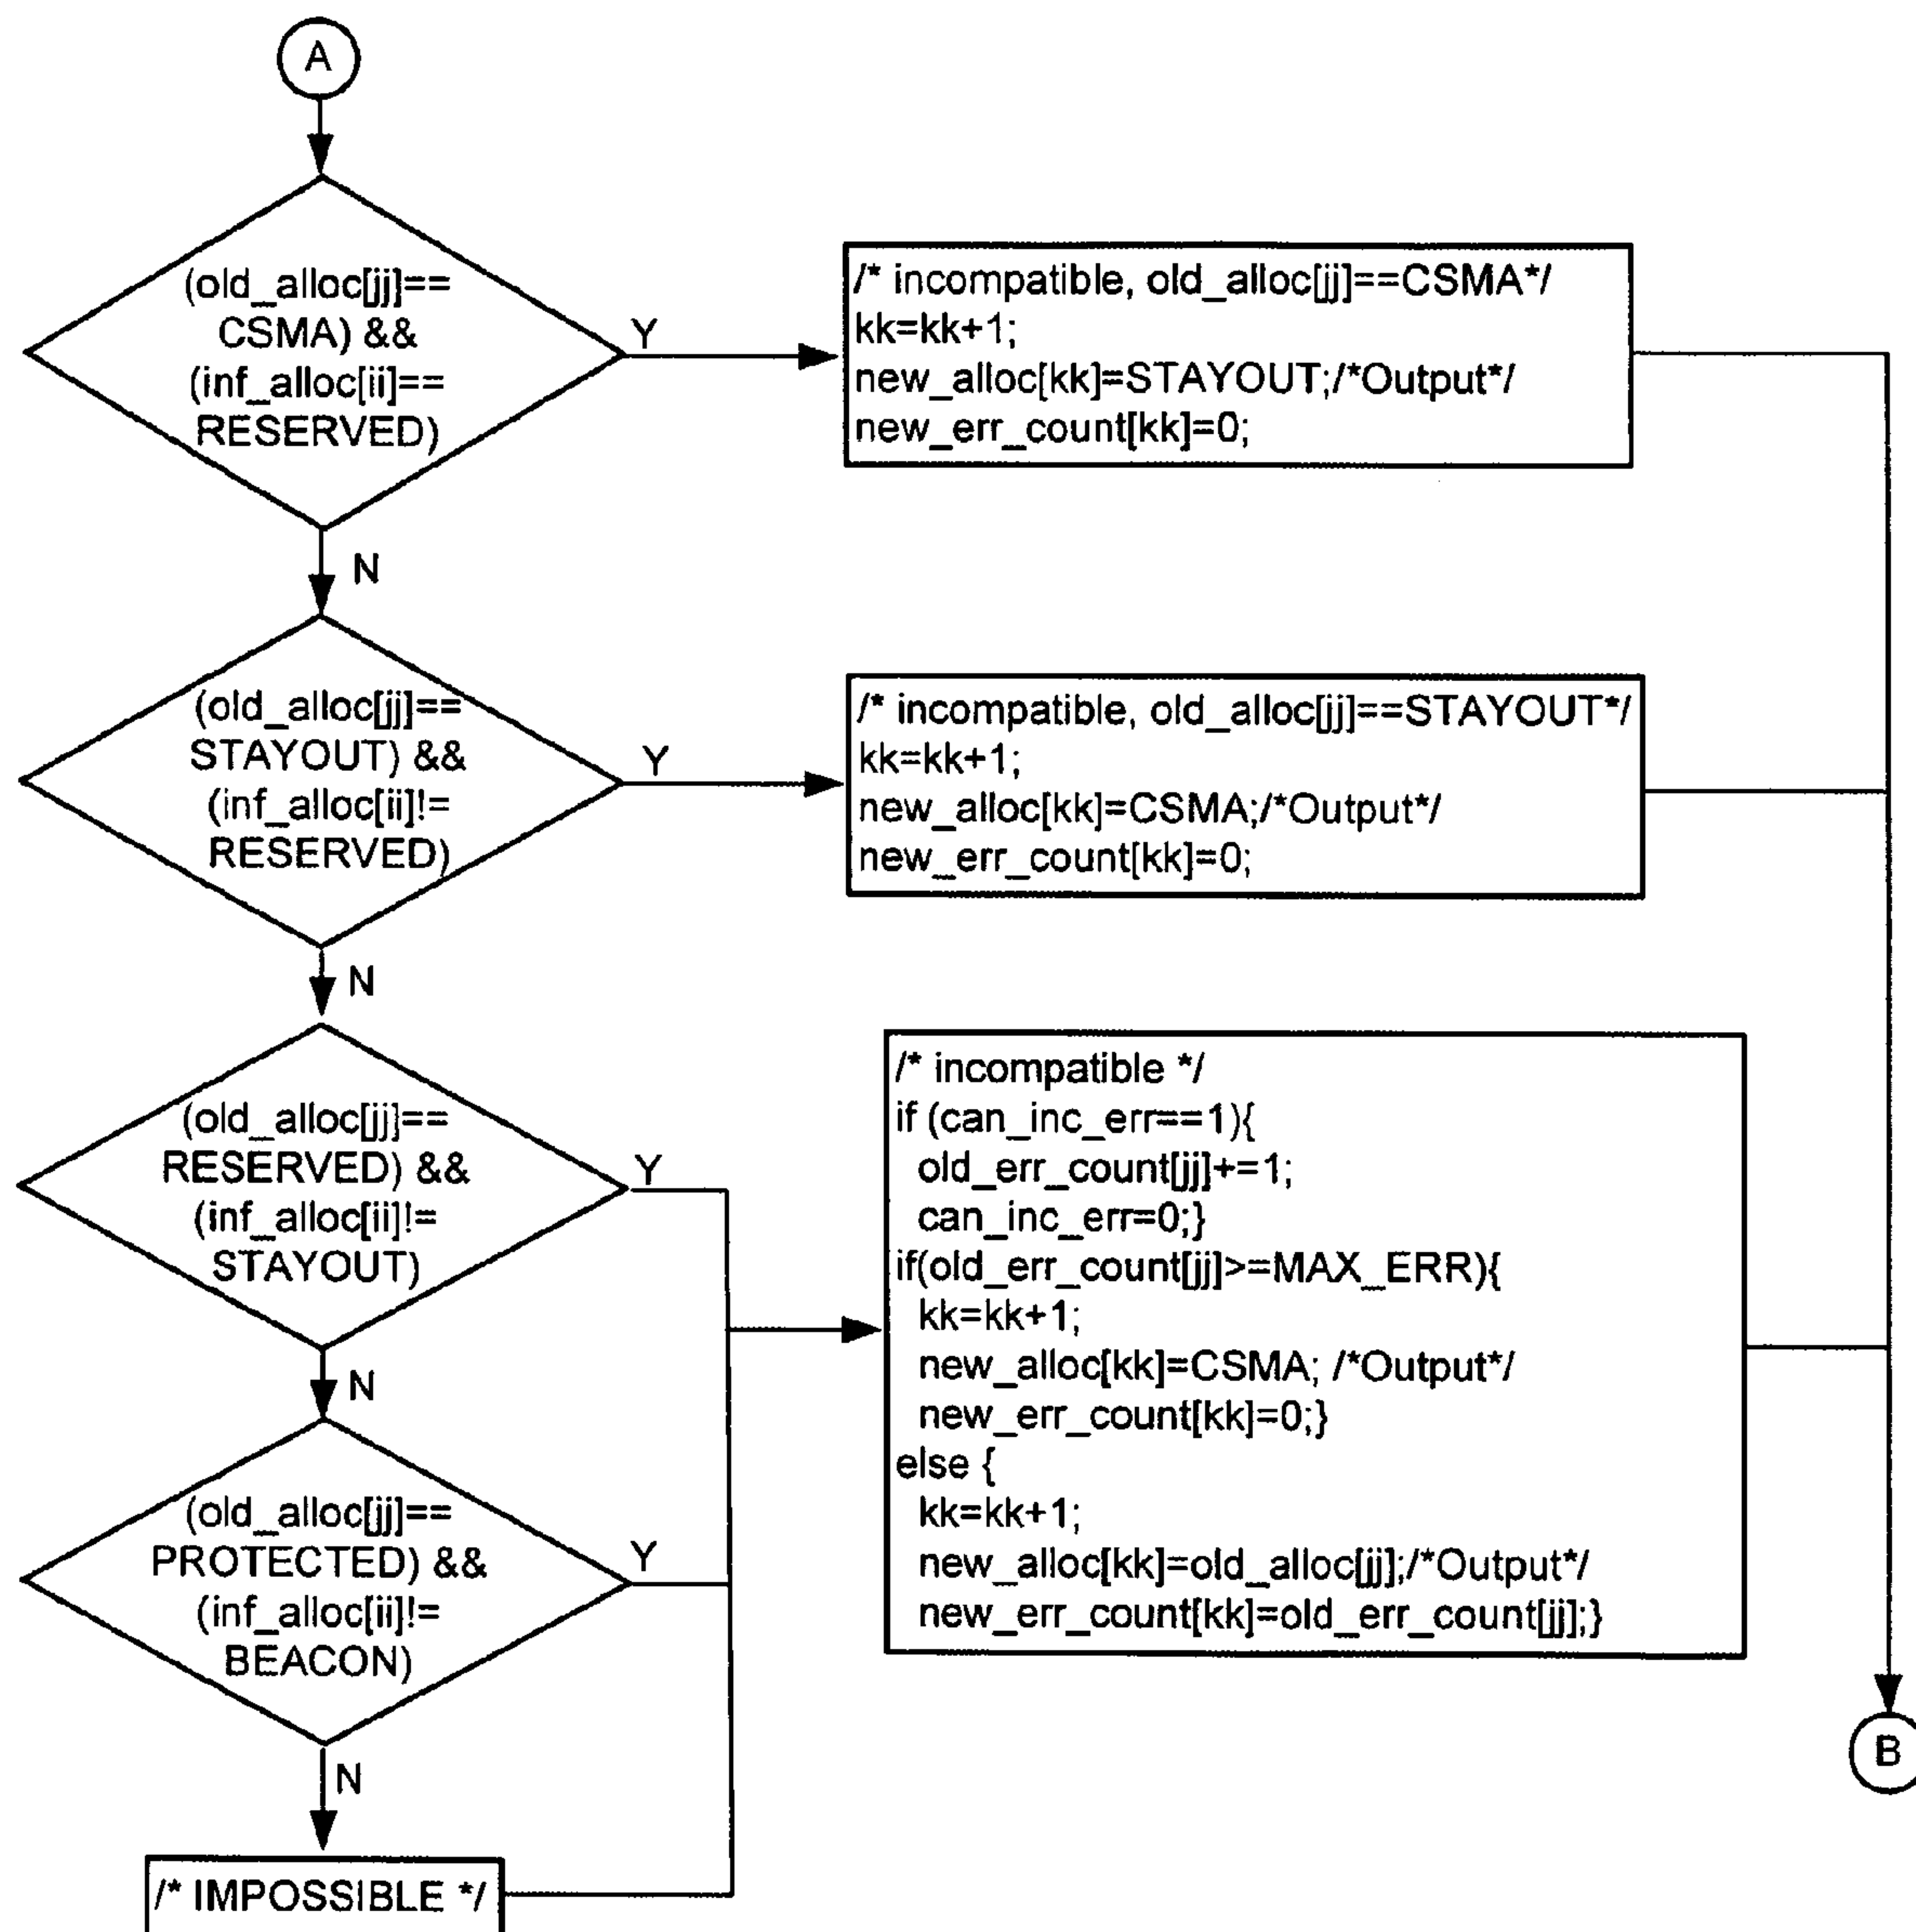 A
(old_alloc[jj]==
CSMA) &&
(inf_alloc[ii]==
RESERVED)
Y
/* incompatible, old_alloc[jj]==CSMA*/
kk=kk+1;
new_alloc[kk]=STAYOUT;/*Output*/
new_err_count[kk]=0;
N
(old_alloc[jj]==
STAYOUT) &&
(inf_alloc[ii]!=
RESERVED)
Y
/* incompatible, old_alloc[jj]==STAYOUT*/
kk=kk+1;
new_alloc[kk]=CSMA;/*Output*/
new_err_count[kk]=0;
N
(old_alloc[jj]==
RESERVED) &&
(inf_alloc[ii]!=
STAYOUT)
Y
/* incompatible */
if (can_inc_err==1){
old_err_count[jj]+=1;
can_inc_err=0;}
if(old_err_count[jj]>=MAX_ERR){
kk=kk+1;
new_alloc[kk]=CSMA; /*Output*/
new_err_count[kk]=0;}
else {
kk=kk+1;
new_alloc[kk]=old_alloc[jj];/*Output*/
new_err_count[kk]=old_err_count[jj];}
N
(old_alloc[jj]==
PROTECTED) &&
(inf_alloc[ii]!=
BEACON)
Y
N
/* IMPOSSIBLE */
B